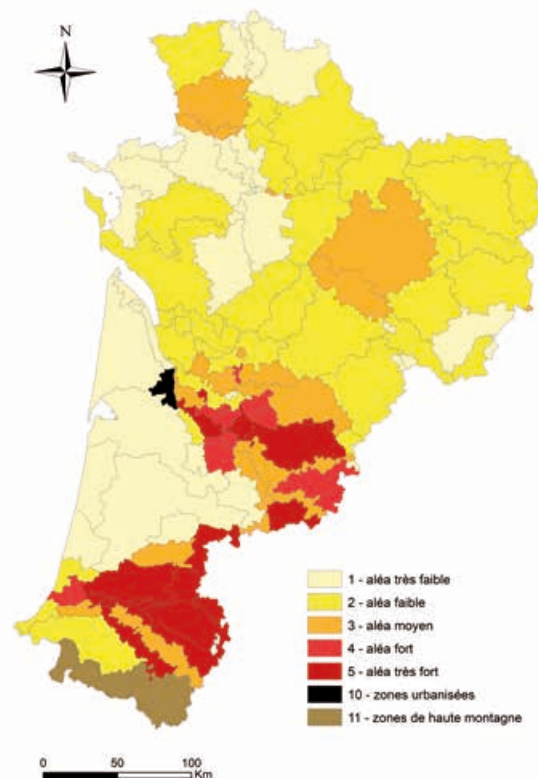 N
1 - aléa très faible
2 - aléa faible
3 - aléa moyen
4 - aléa fort
5 - aléa très fort
10 - zones urbanisées
11 - zones de haute montagne
0 50 100
Km